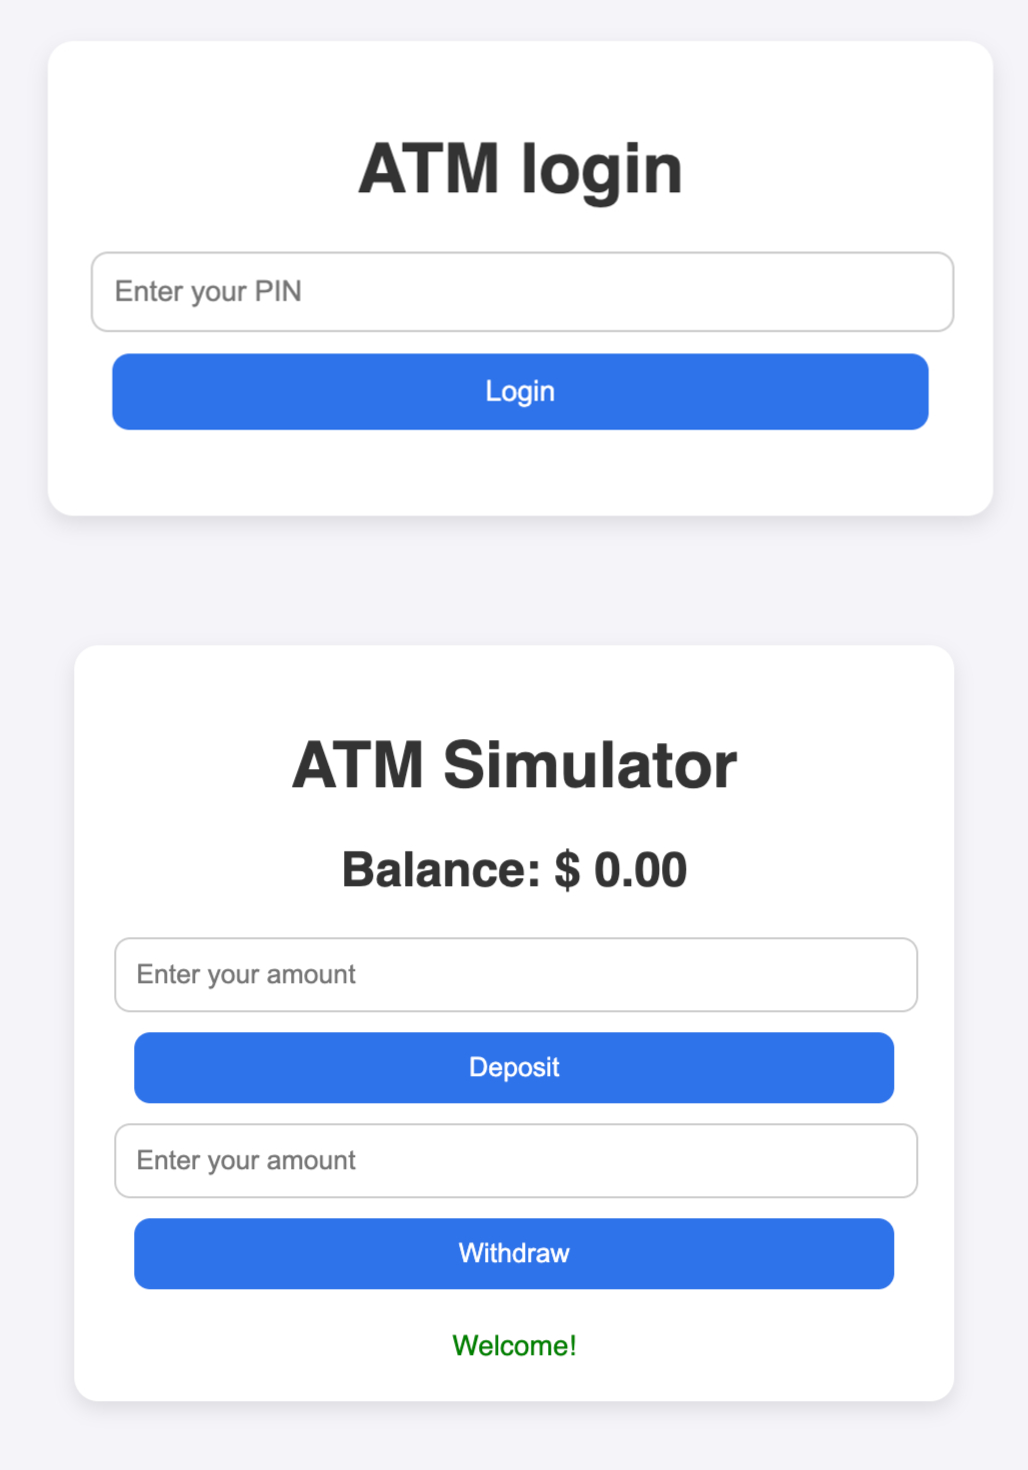 ATM login
Enter your PIN
Login
ATM Simulator
Balance: $ 0.00
Enter your amount
Deposit
Enter your amount
Withdraw
Welcome!